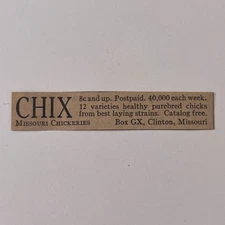 CHIX 8c and up. Postpaid. 40,000 each week.
12 varieties healthy purebred chicks
from best laying strains. Catalog free.
MISSOURI CHICKERIES Box GX, Clinton, Missouri